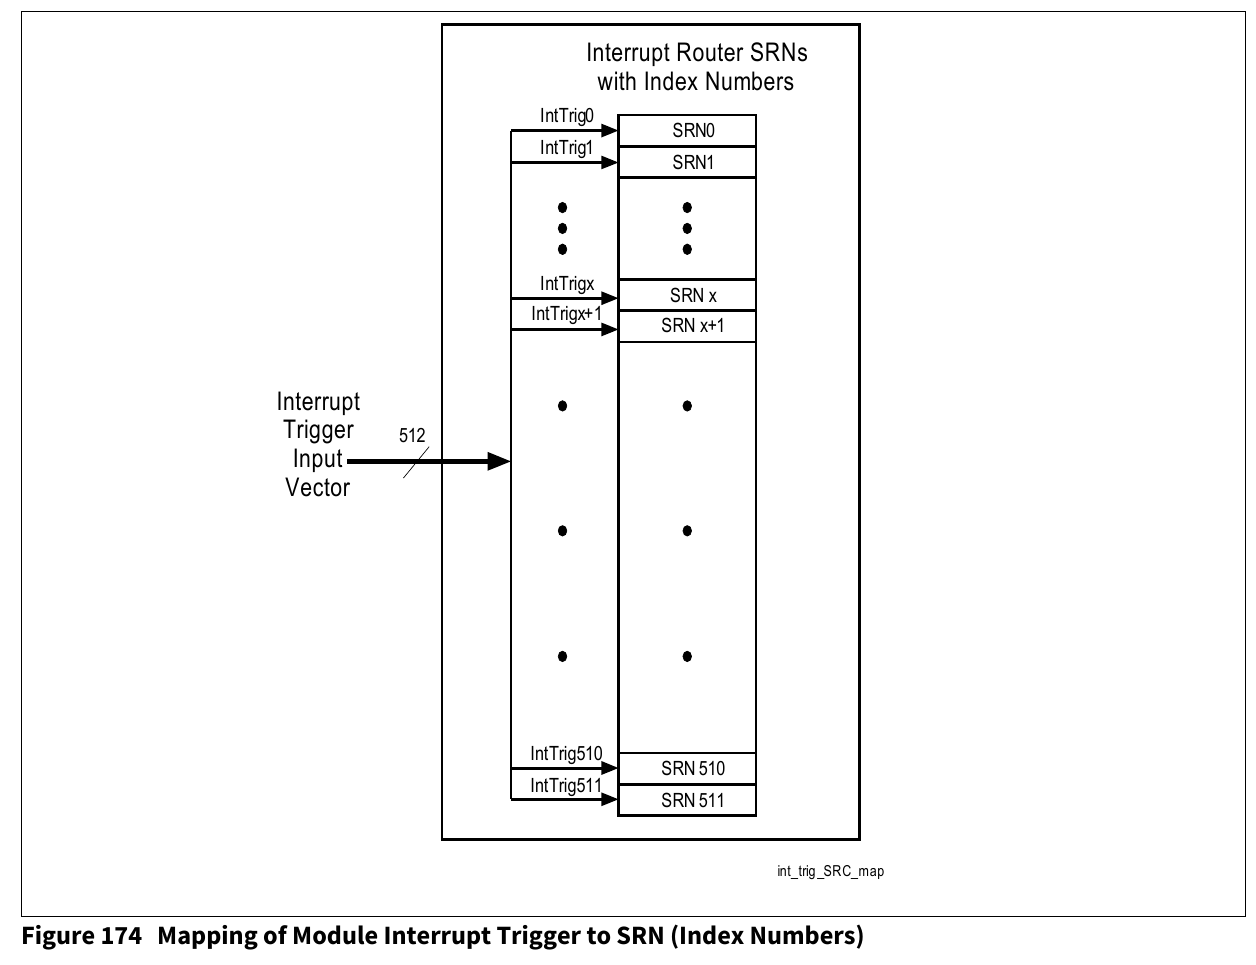 Interrupt Router SRNs
with Index Numbers
IntTrig0
SRN0
IntTrig1
SRN1
IntTrigx
SRN x
IntTrigx+1
SRN x+1
Interrupt
Trigger
Input
Vector
512
IntTrig510
SRN 510
IntTrig511
SRN 511
int_trig_SRC_map
Figure 174 Mapping of Module Interrupt Trigger to SRN (Index Numbers)